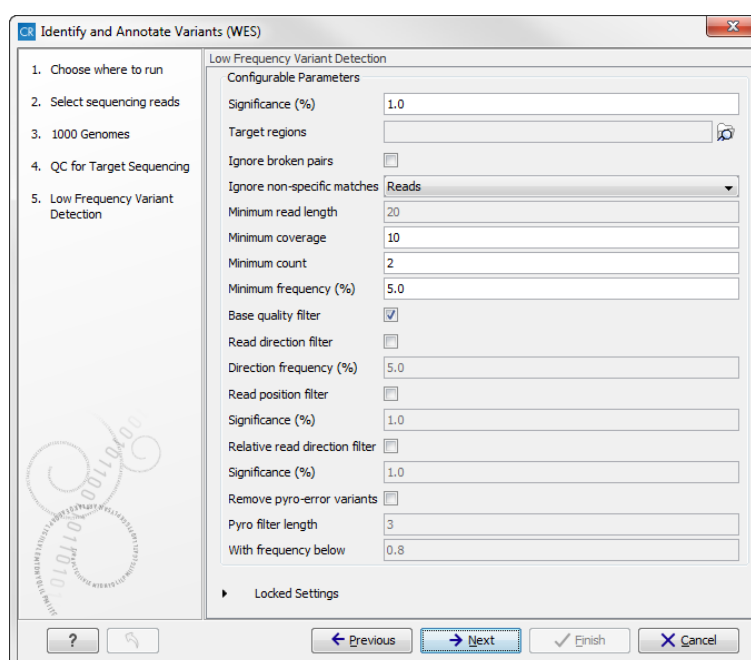 CR Identify and Annotate Variants (WES)
1. Choose where to run
2. Select sequencing reads
3. 1000 Genomes
4. QC for Target Sequencing
5. Low Frequency Variant
Detection
Low Frequency Variant Detection
Configurable Parameters
Significance (%) 1.0
Target regions
Ignore broken pairs
Ignore non-specific matches Reads
Minimum read length 20
Minimum coverage 10
Minimum count 2
Minimum frequency (%) 5.0
Base quality filter
Read direction filter
Direction frequency (%) 5.0
Read position filter
Significance (%) 1.0
Relative read direction filter
Significance (%) 1.0
Remove pyro-error variants
Pyro filter length 3
With frequency below 0.8
Locked Settings
? Previous Next Finish Cancel